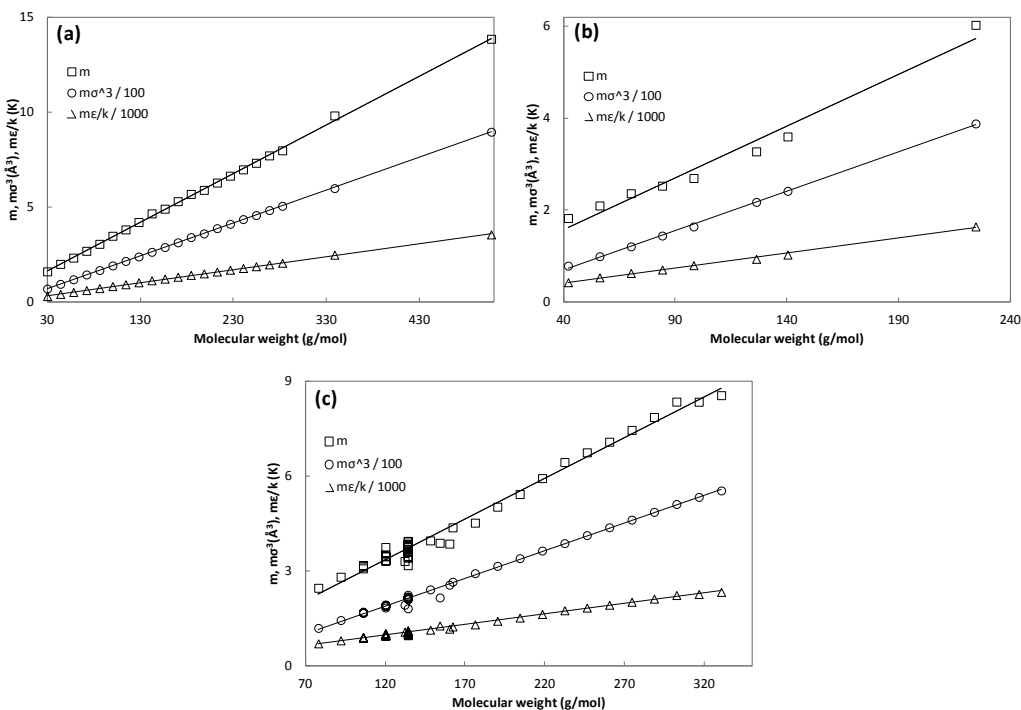 (a)
m
mσ^3 / 100
mε/k / 1000
15
10
5
0
30
130
230
330
430
m, mσ³(Å³), mε/k (K)
Molecular weight (g/mol)
(b)
m
mσ^3 / 100
mε/k / 1000
6
4
2
0
42
90
140
190
240
m, mσ³(Å³), mε/k (K)
Molecular weight (g/mol)
(c)
m
mσ^3 / 100
mε/k / 1000
9
6
3
0
70
120
170
220
270
320
m, mσ³(Å³), mε/k (K)
Molecular weight (g/mol)